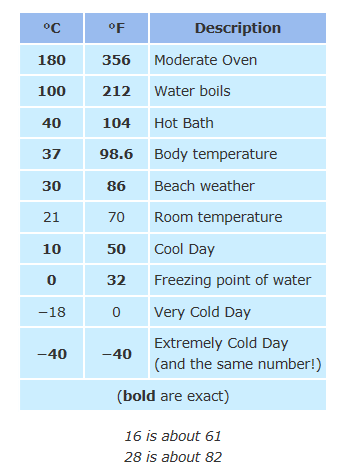 °C °F Description
180 356 Moderate Oven
100 212 Water boils
40 104 Hot Bath
37 98.6 Body temperature
30 86 Beach weather
21 70 Room temperature
10 50 Cool Day
0 32 Freezing point of water
−18 0 Very Cold Day
−40 −40 Extremely Cold Day
(and the same number!)
(bold are exact)
16 is about 61
28 is about 82